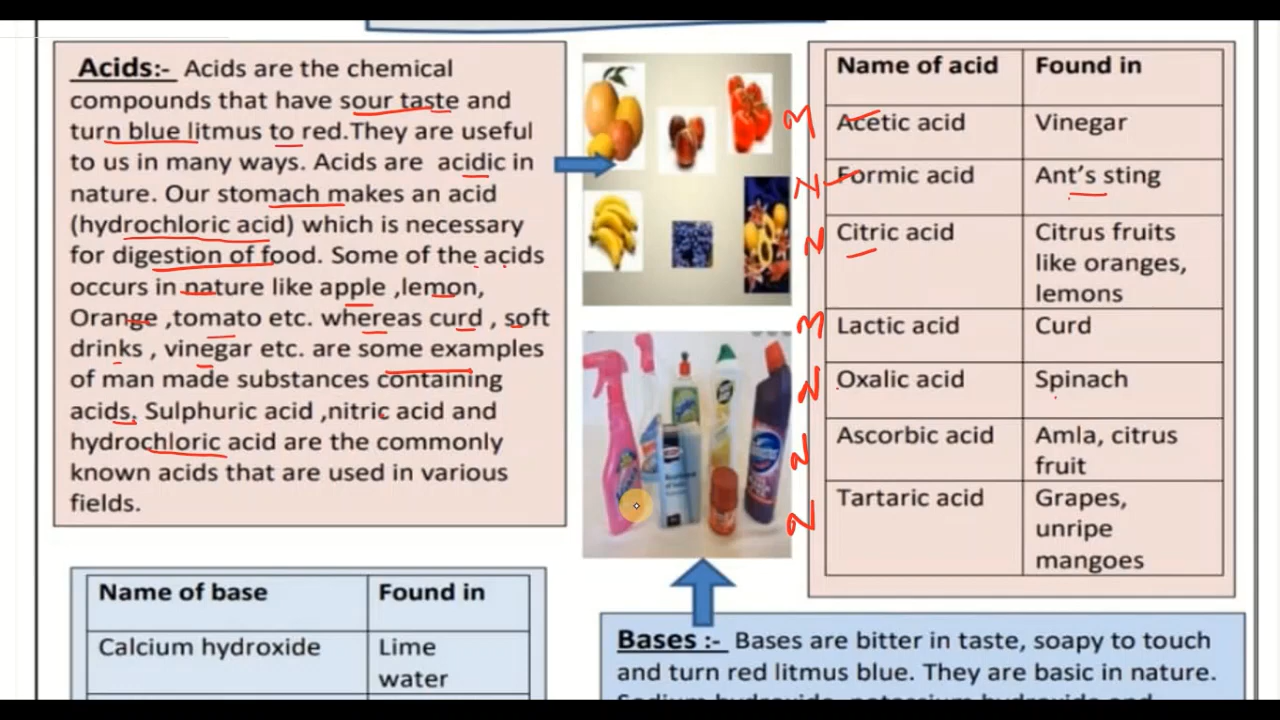 Acids:- Acids are the chemical
compounds that have sour taste and
turn blue litmus to red.They are useful
to us in many ways. Acids are acidic in
nature. Our stomach makes an acid
(hydrochloric acid) which is necessary
for digestion of food. Some of the acids
occurs in nature like apple ,lemon,
Orange ,tomato etc. whereas curd , soft
drinks , vinegar etc. are some examples
of man made substances containing
acids. Sulphuric acid ,nitric acid and
hydrochloric acid are the commonly
known acids that are used in various
fields.
Name of acid Found in
M Acetic acid Vinegar
N Formic acid Ant's sting
N Citric acid Citrus fruits
like oranges,
lemons
M Lactic acid Curd
N Oxalic acid Spinach
N Ascorbic acid Amla, citrus
fruit
N Tartaric acid Grapes,
unripe
mangoes
Name of base Found in
Calcium hydroxide Lime
water
Bases :- Bases are bitter in taste, soapy to touch
and turn red litmus blue. They are basic in nature.